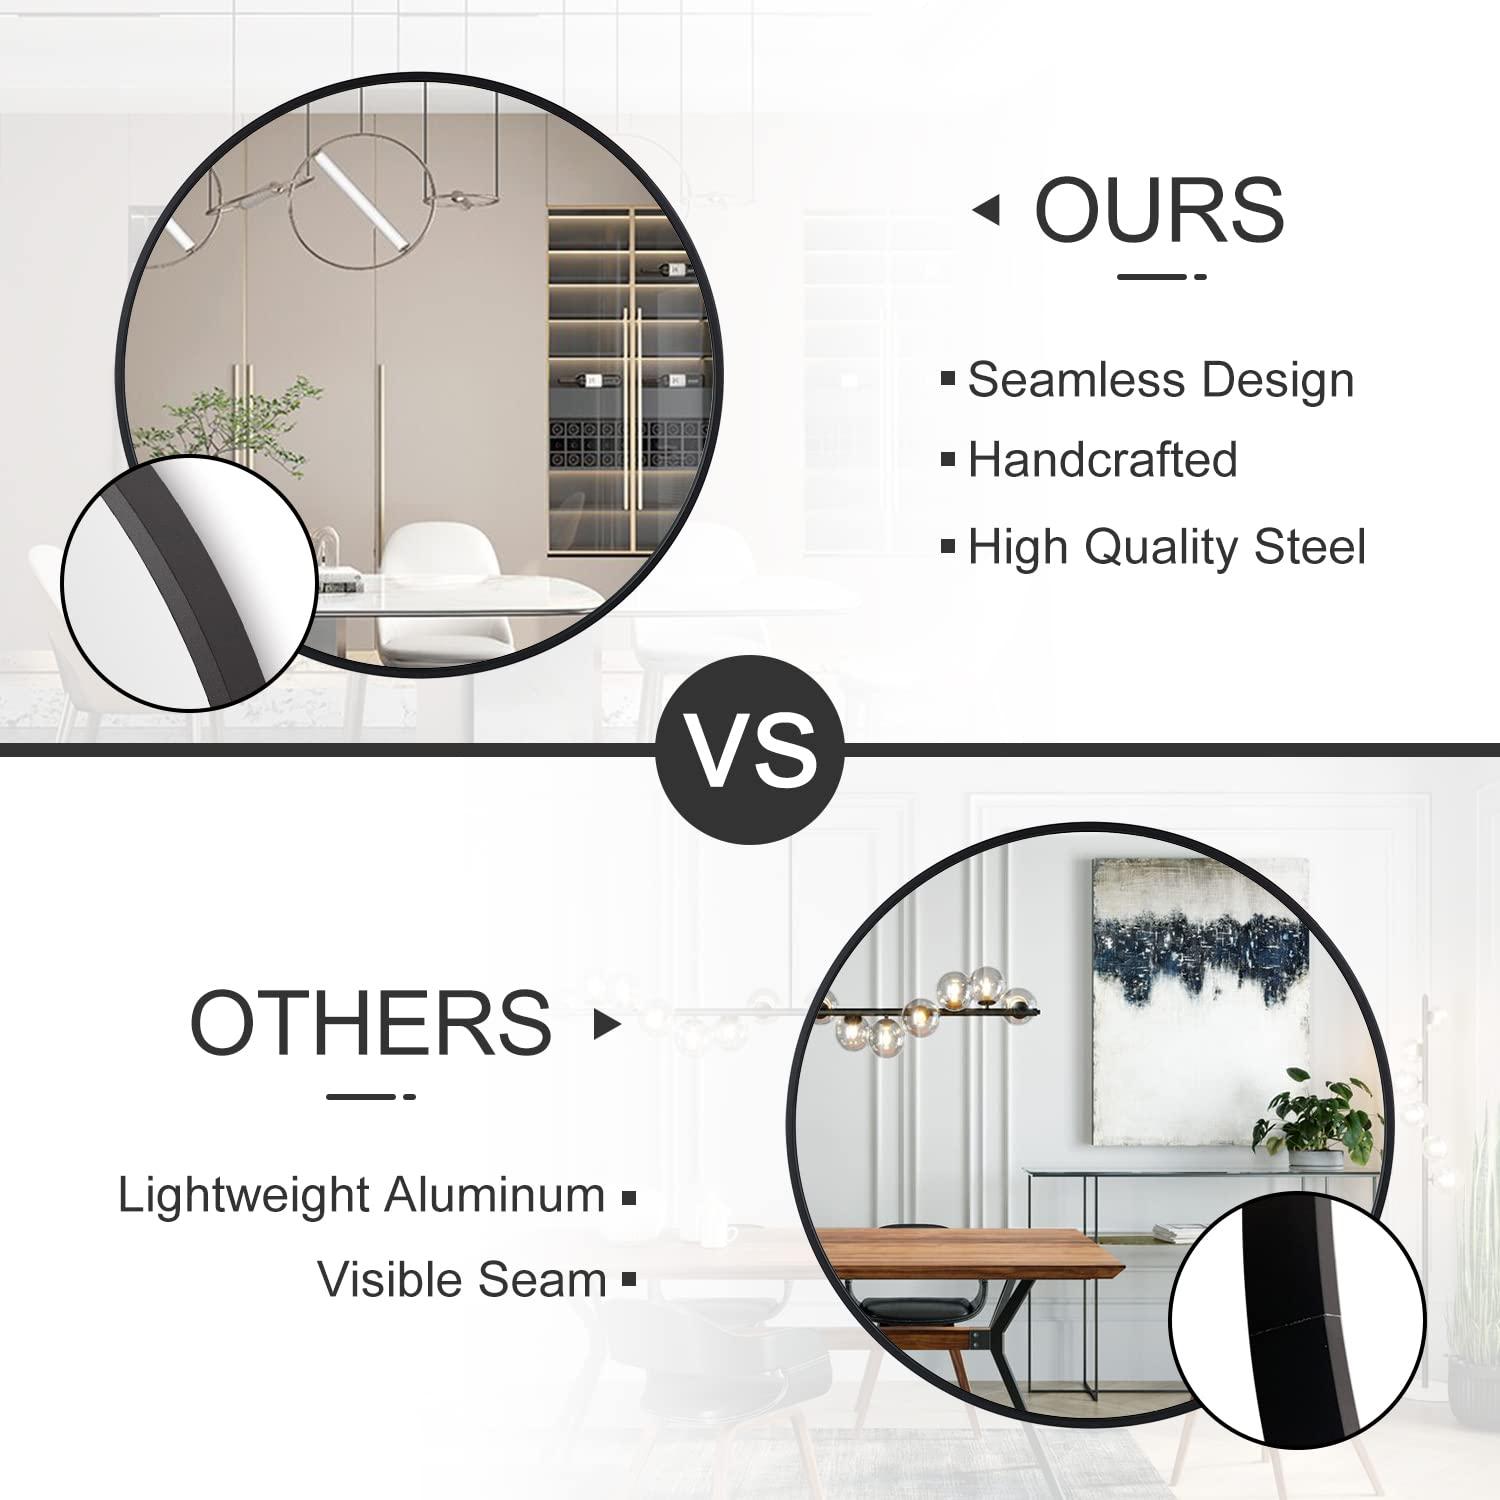 OURS
Seamless Design
Handcrafted
High Quality Steel
VS
OTHERS
Lightweight Aluminum
Visible Seam